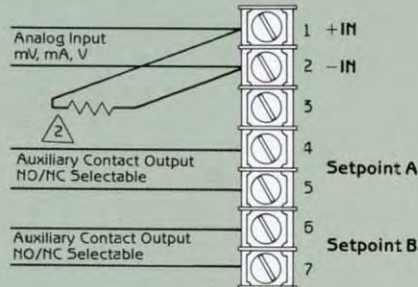 Analog Input
mV, mA, V
1 +IN
2 -IN
2
3
Auxiliary Contact Output
NO/NC Selectable
4
5
Setpoint A
Auxiliary Contact Output
NO/NC Selectable
6
7
Setpoint B